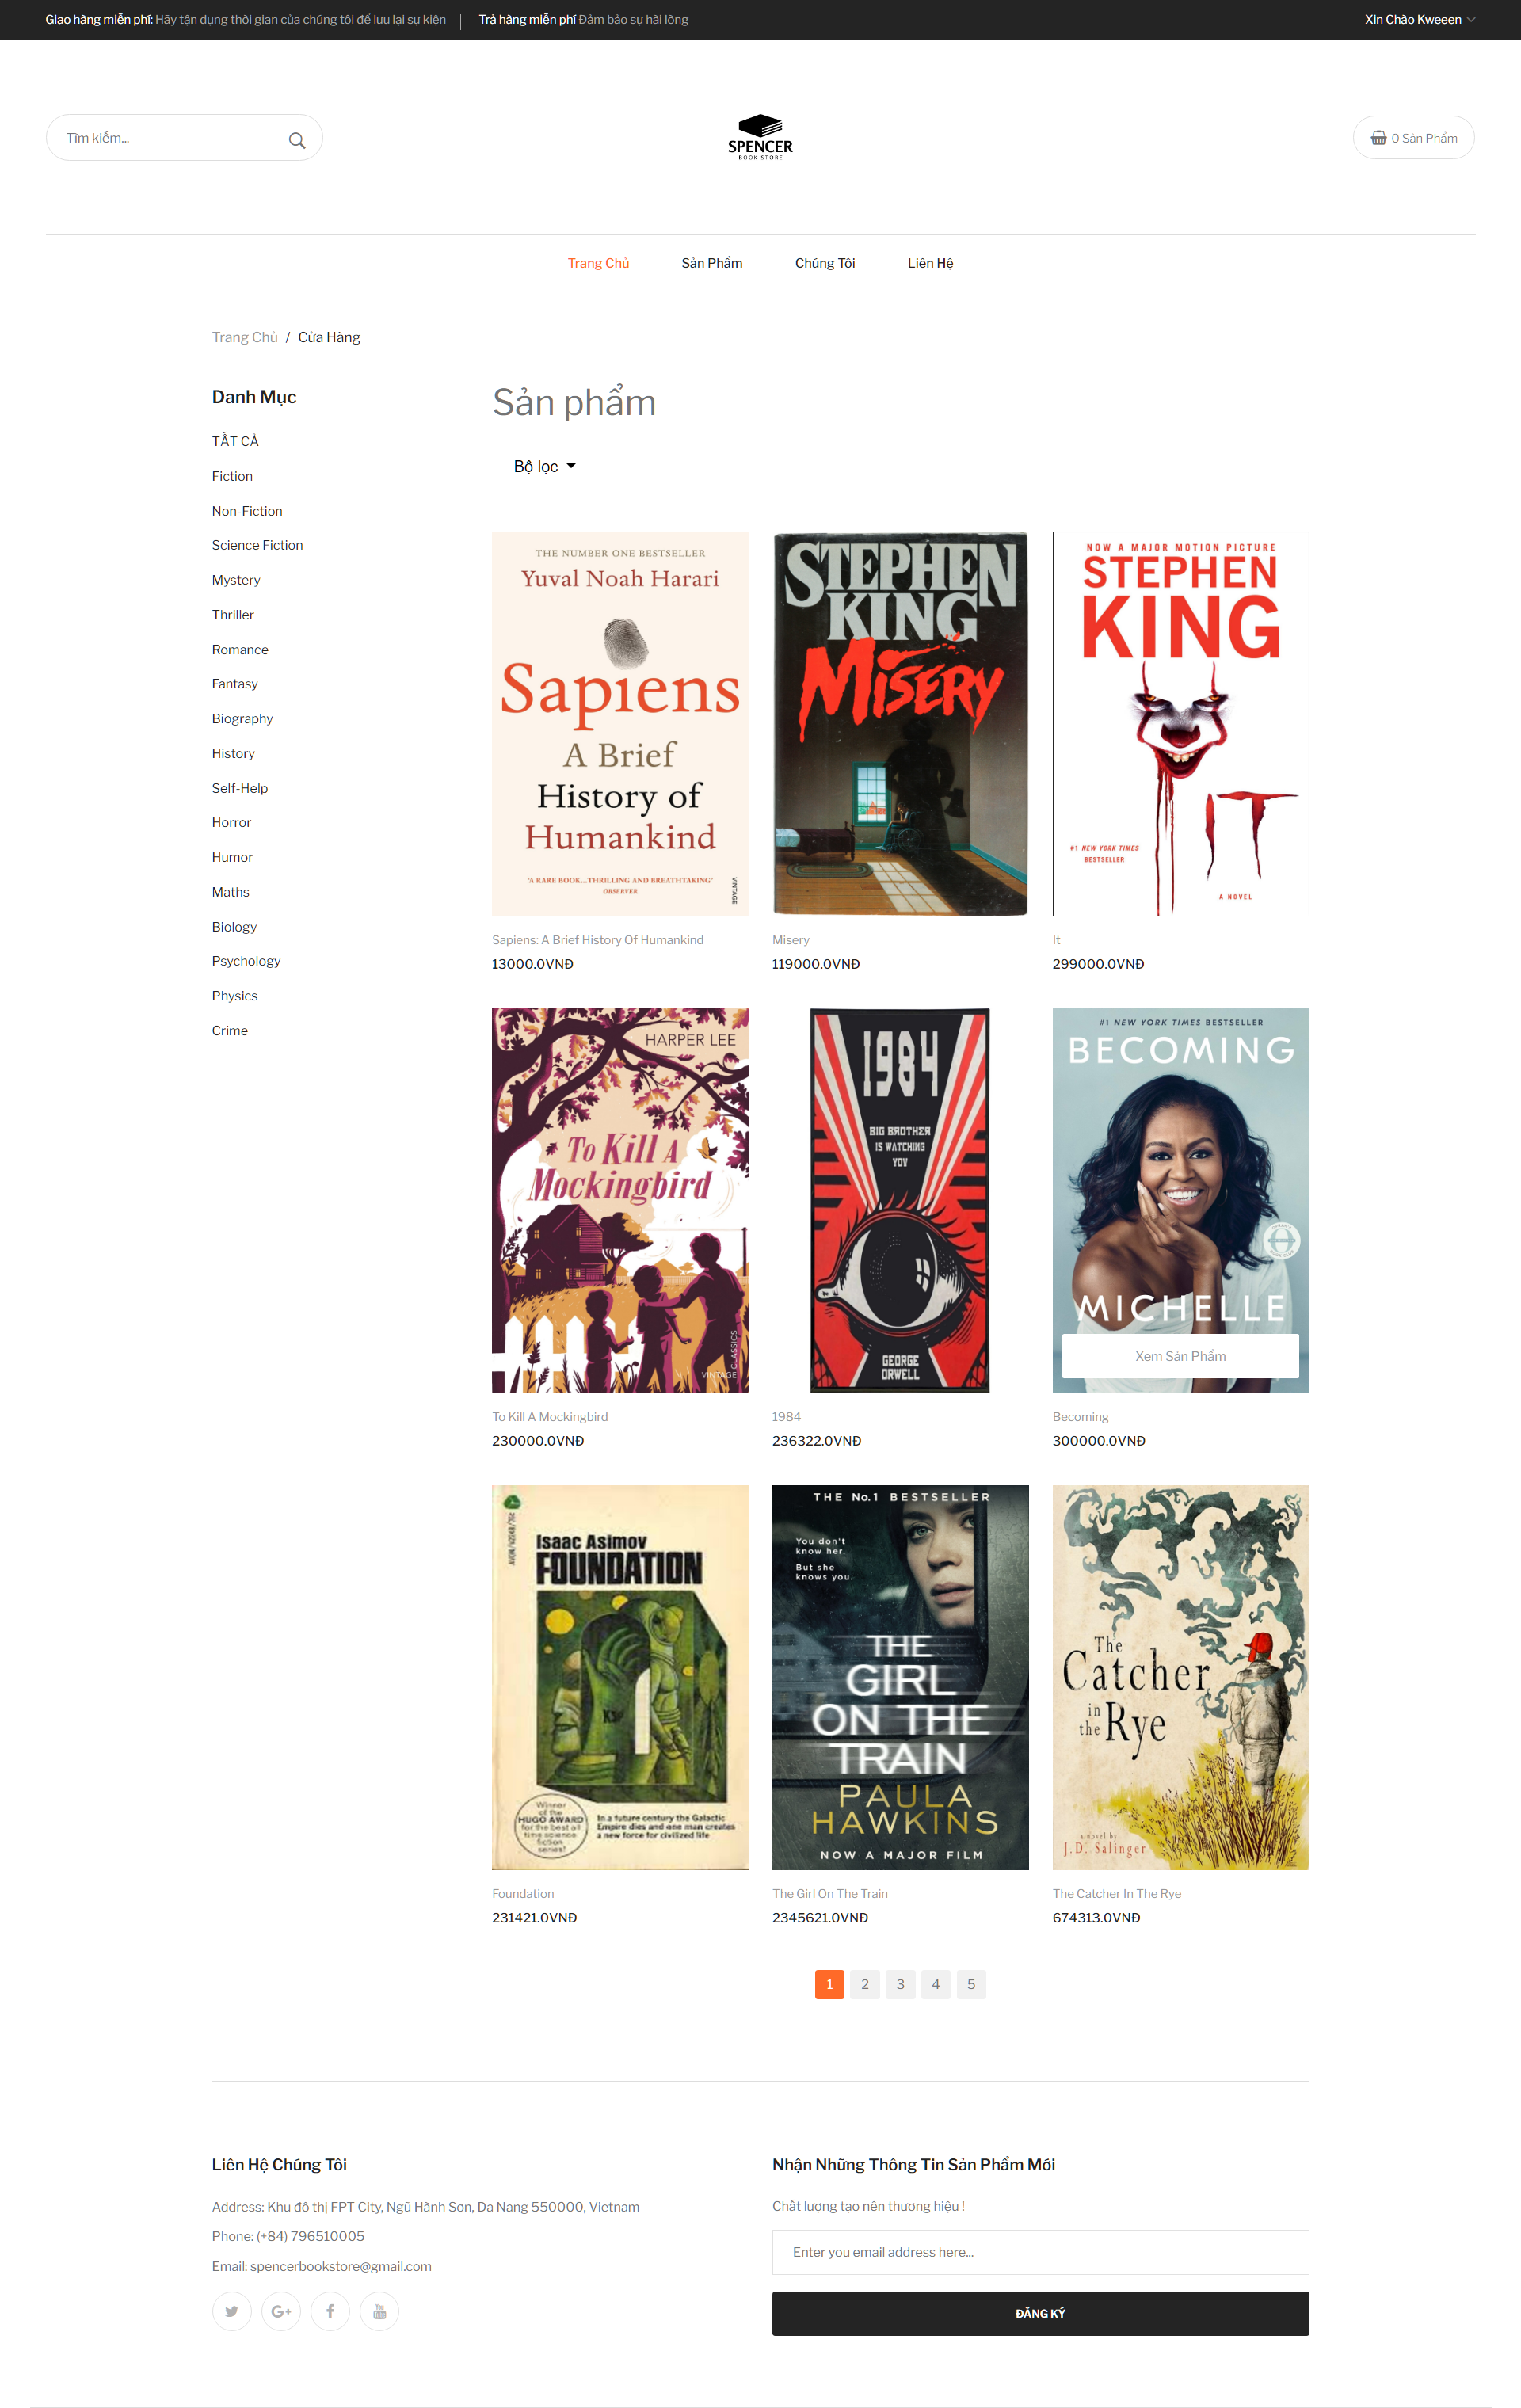 Giao hàng miễn phí: Hãy tận dụng thời gian của chúng tôi để lưu lại sự kiện
Trả hàng miễn phí Đảm bảo sự hài lòng
Xin Chào Kweeen
Tìm kiếm...
SPENCER
BOOK STORE
0 Sản Phẩm
Trang Chủ
Sản Phẩm
Chúng Tôi
Liên Hệ
Trang Chủ / Cửa Hàng
Danh Mục
TẤT CẢ
Fiction
Non-Fiction
Science Fiction
Mystery
Thriller
Romance
Fantasy
Biography
History
Self-Help
Horror
Humor
Maths
Biology
Psychology
Physics
Crime
Sản phẩm
Bộ lọc
THE NUMBER ONE BESTSELLER
Yuval Noah Harari
Sapiens
A Brief
History of
Humankind
'A RARE BOOK...THRILLING AND BREATHTAKING'
OBSERVER
VINTAGE
Sapiens: A Brief History Of Humankind
13000.0VNĐ
STEPHEN
KING
MISERY
Misery
119000.0VNĐ
NOW A MAJOR MOTION PICTURE
STEPHEN
KING
IT
#1 NEW YORK TIMES
BESTSELLER
A NOVEL
It
299000.0VNĐ
HARPER LEE
To Kill A
Mockingbird
VINTAGE CLASSICS
To Kill A Mockingbird
230000.0VNĐ
1984
BIG BROTHER
IS WATCHING
YOV
GEORGE
ORWELL
1984
236322.0VNĐ
#1 NEW YORK TIMES BESTSELLER
BECOMING
MICHELLE
Xem Sản Phẩm
Becoming
300000.0VNĐ
Isaac Asimov
FOUNDATION
Winner
of the
HUGO AWARD
for the best all
time science
fiction
series!
In a future century the Galactic
Empire dies and one man creates
a new force for civilized life
Foundation
231421.0VNĐ
THE No.1 BESTSELLER
You don't
know her.
But she
knows you.
THE
GIRL
ON THE
TRAIN
PAULA
HAWKINS
NOW A MAJOR FILM
The Girl On The Train
2345621.0VNĐ
The
Catcher
in
the Rye
a novel by
J.D. Salinger
The Catcher In The Rye
674313.0VNĐ
1 2 3 4 5
Liên Hệ Chúng Tôi
Address: Khu đô thị FPT City, Ngũ Hành Sơn, Da Nang 550000, Vietnam
Phone: (+84) 796510005
Email: spencerbookstore@gmail.com
Nhận Những Thông Tin Sản Phẩm Mới
Chất lượng tạo nên thương hiệu !
Enter you email address here...
ĐĂNG KÝ